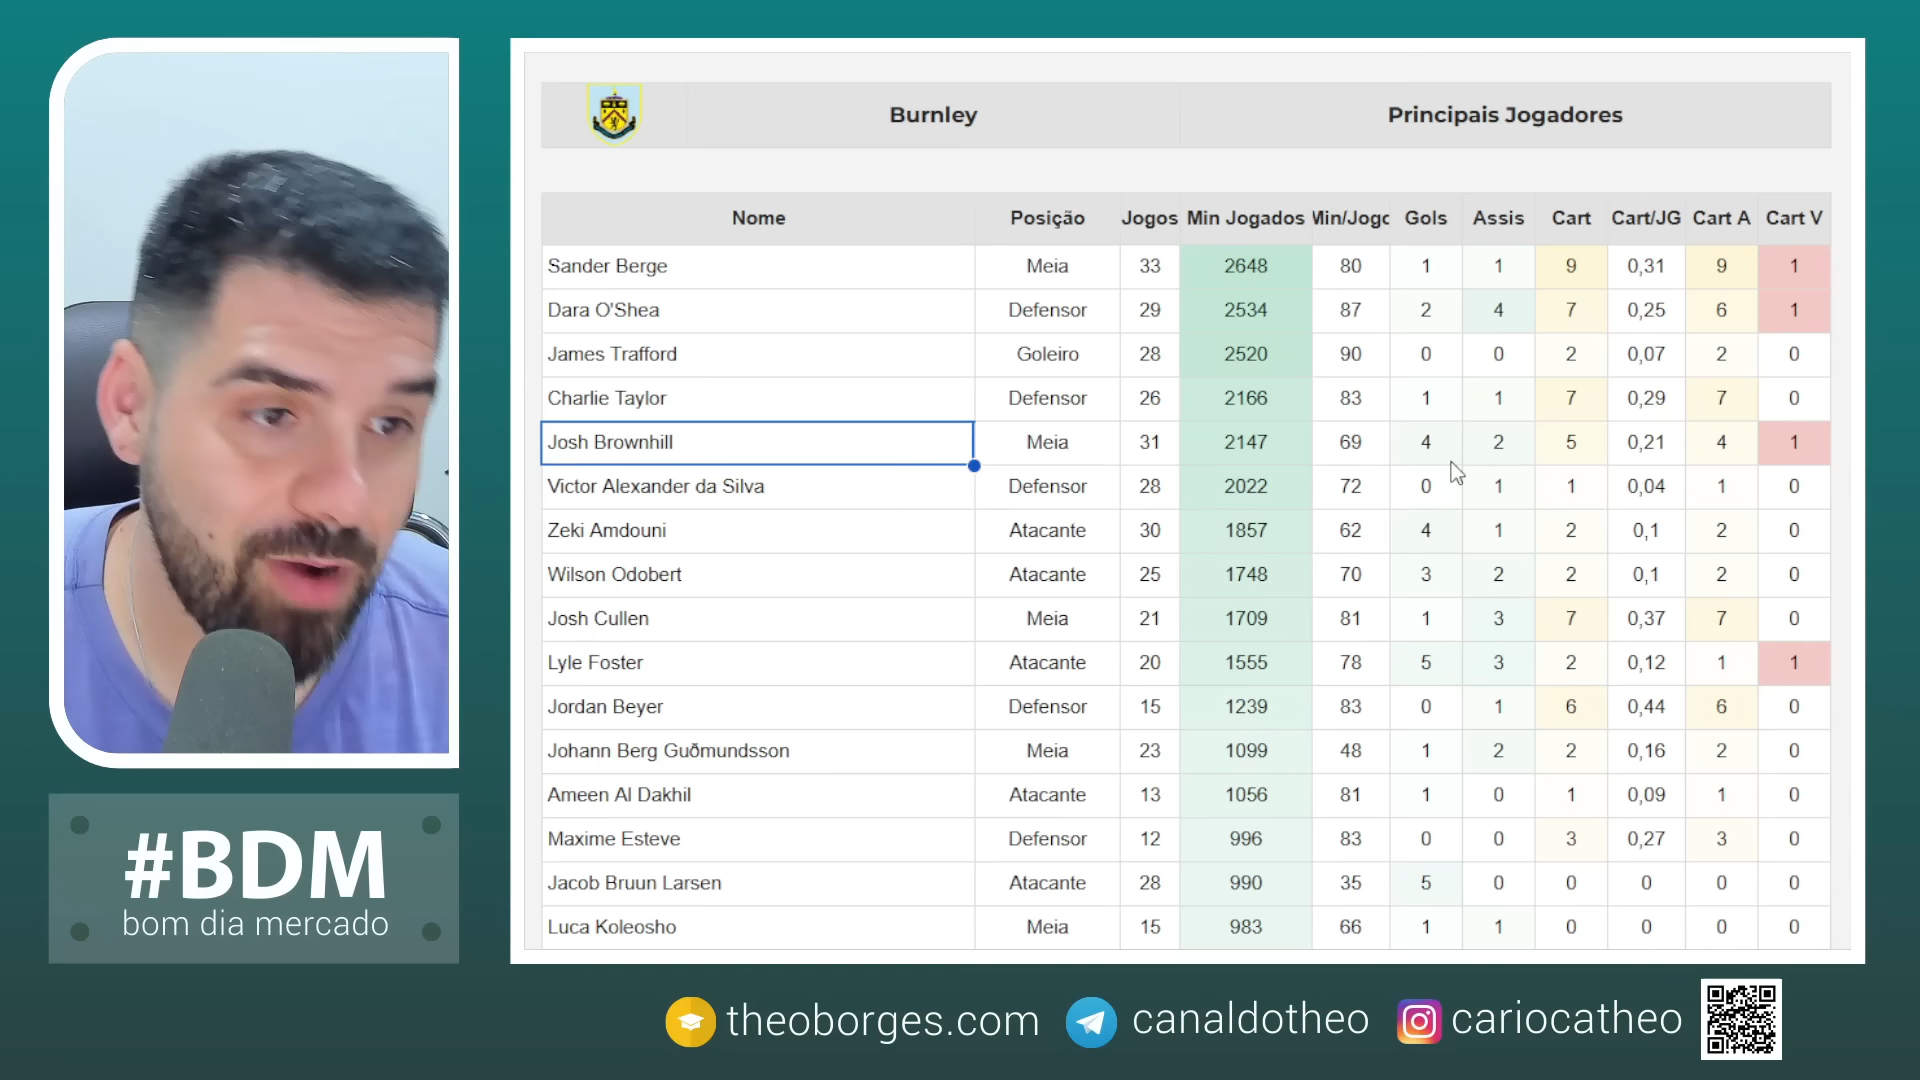 Burnley Principais Jogadores
Nome Posição Jogos Min Jogados Min/Jogo Gols Assis Cart Cart/JG Cart A Cart V
Sander Berge Meia 33 2648 80 1 1 9 0,31 9 1
Dara O'Shea Defensor 29 2534 87 2 4 7 0,25 6 1
James Trafford Goleiro 28 2520 90 0 0 2 0,07 2 0
Charlie Taylor Defensor 26 2166 83 1 1 7 0,29 7 0
Josh Brownhill Meia 31 2147 69 4 2 5 0,21 4 1
Victor Alexander da Silva Defensor 28 2022 72 0 1 1 0,04 1 0
Zeki Amdouni Atacante 30 1857 62 4 1 2 0,1 2 0
Wilson Odobert Atacante 25 1748 70 3 2 2 0,1 2 0
Josh Cullen Meia 21 1709 81 1 3 7 0,37 7 0
Lyle Foster Atacante 20 1555 78 5 3 2 0,12 1 1
Jordan Beyer Defensor 15 1239 83 0 1 6 0,44 6 0
Johann Berg Guðmundsson Meia 23 1099 48 1 2 2 0,16 2 0
Ameen Al Dakhil Atacante 13 1056 81 1 0 1 0,09 1 0
Maxime Esteve Defensor 12 996 83 0 0 3 0,27 3 0
Jacob Bruun Larsen Atacante 28 990 35 5 0 0 0 0 0
Luca Koleosho Meia 15 983 66 1 1 0 0 0 0
#BDM
bom dia mercado
theoborges.com canaldotheo cariocatheo